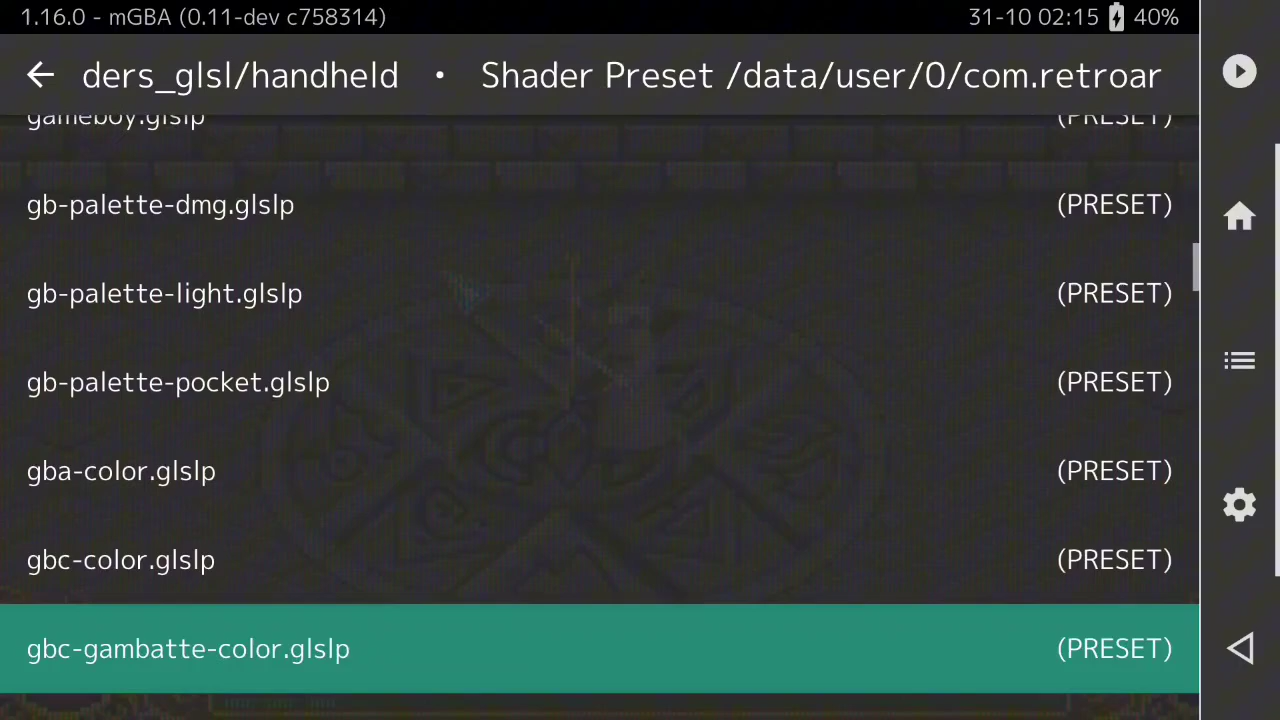 1.16.0 - mGBA (0.11-dev c758314)
31-10 02:15 40%
ders_glsl/handheld • Shader Preset /data/user/0/com.retroar
gameboy.glslp (PRESET)
gb-palette-dmg.glslp (PRESET)
gb-palette-light.glslp (PRESET)
gb-palette-pocket.glslp (PRESET)
gba-color.glslp (PRESET)
gbc-color.glslp (PRESET)
gbc-gambatte-color.glslp (PRESET)